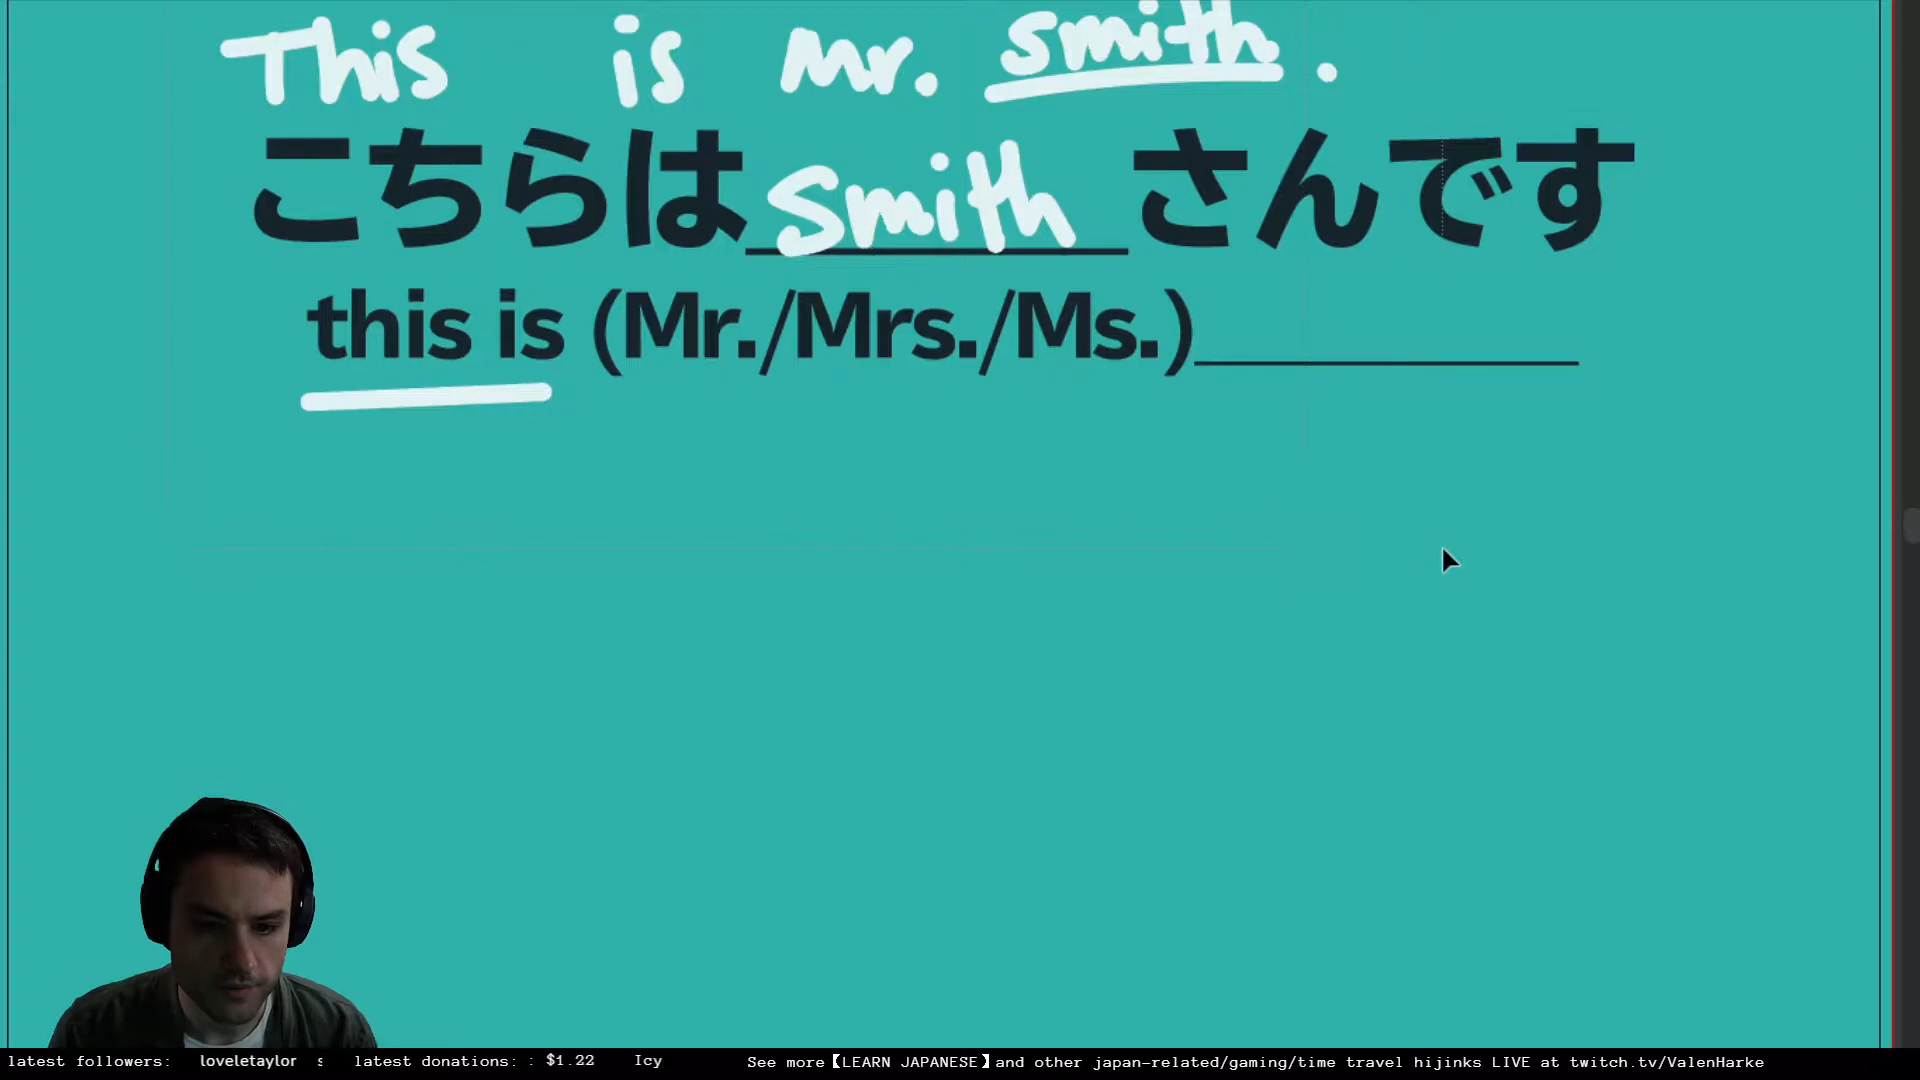 This is Mr. smith.
こちらは smith さんです
this is (Mr./Mrs./Ms.)
latest followers: loveletaylor s latest donations: : $1.22 Icy See more【LEARN JAPANESE】and other japan-related/gaming/time travel hijinks LIVE at twitch.tv/ValenHarke